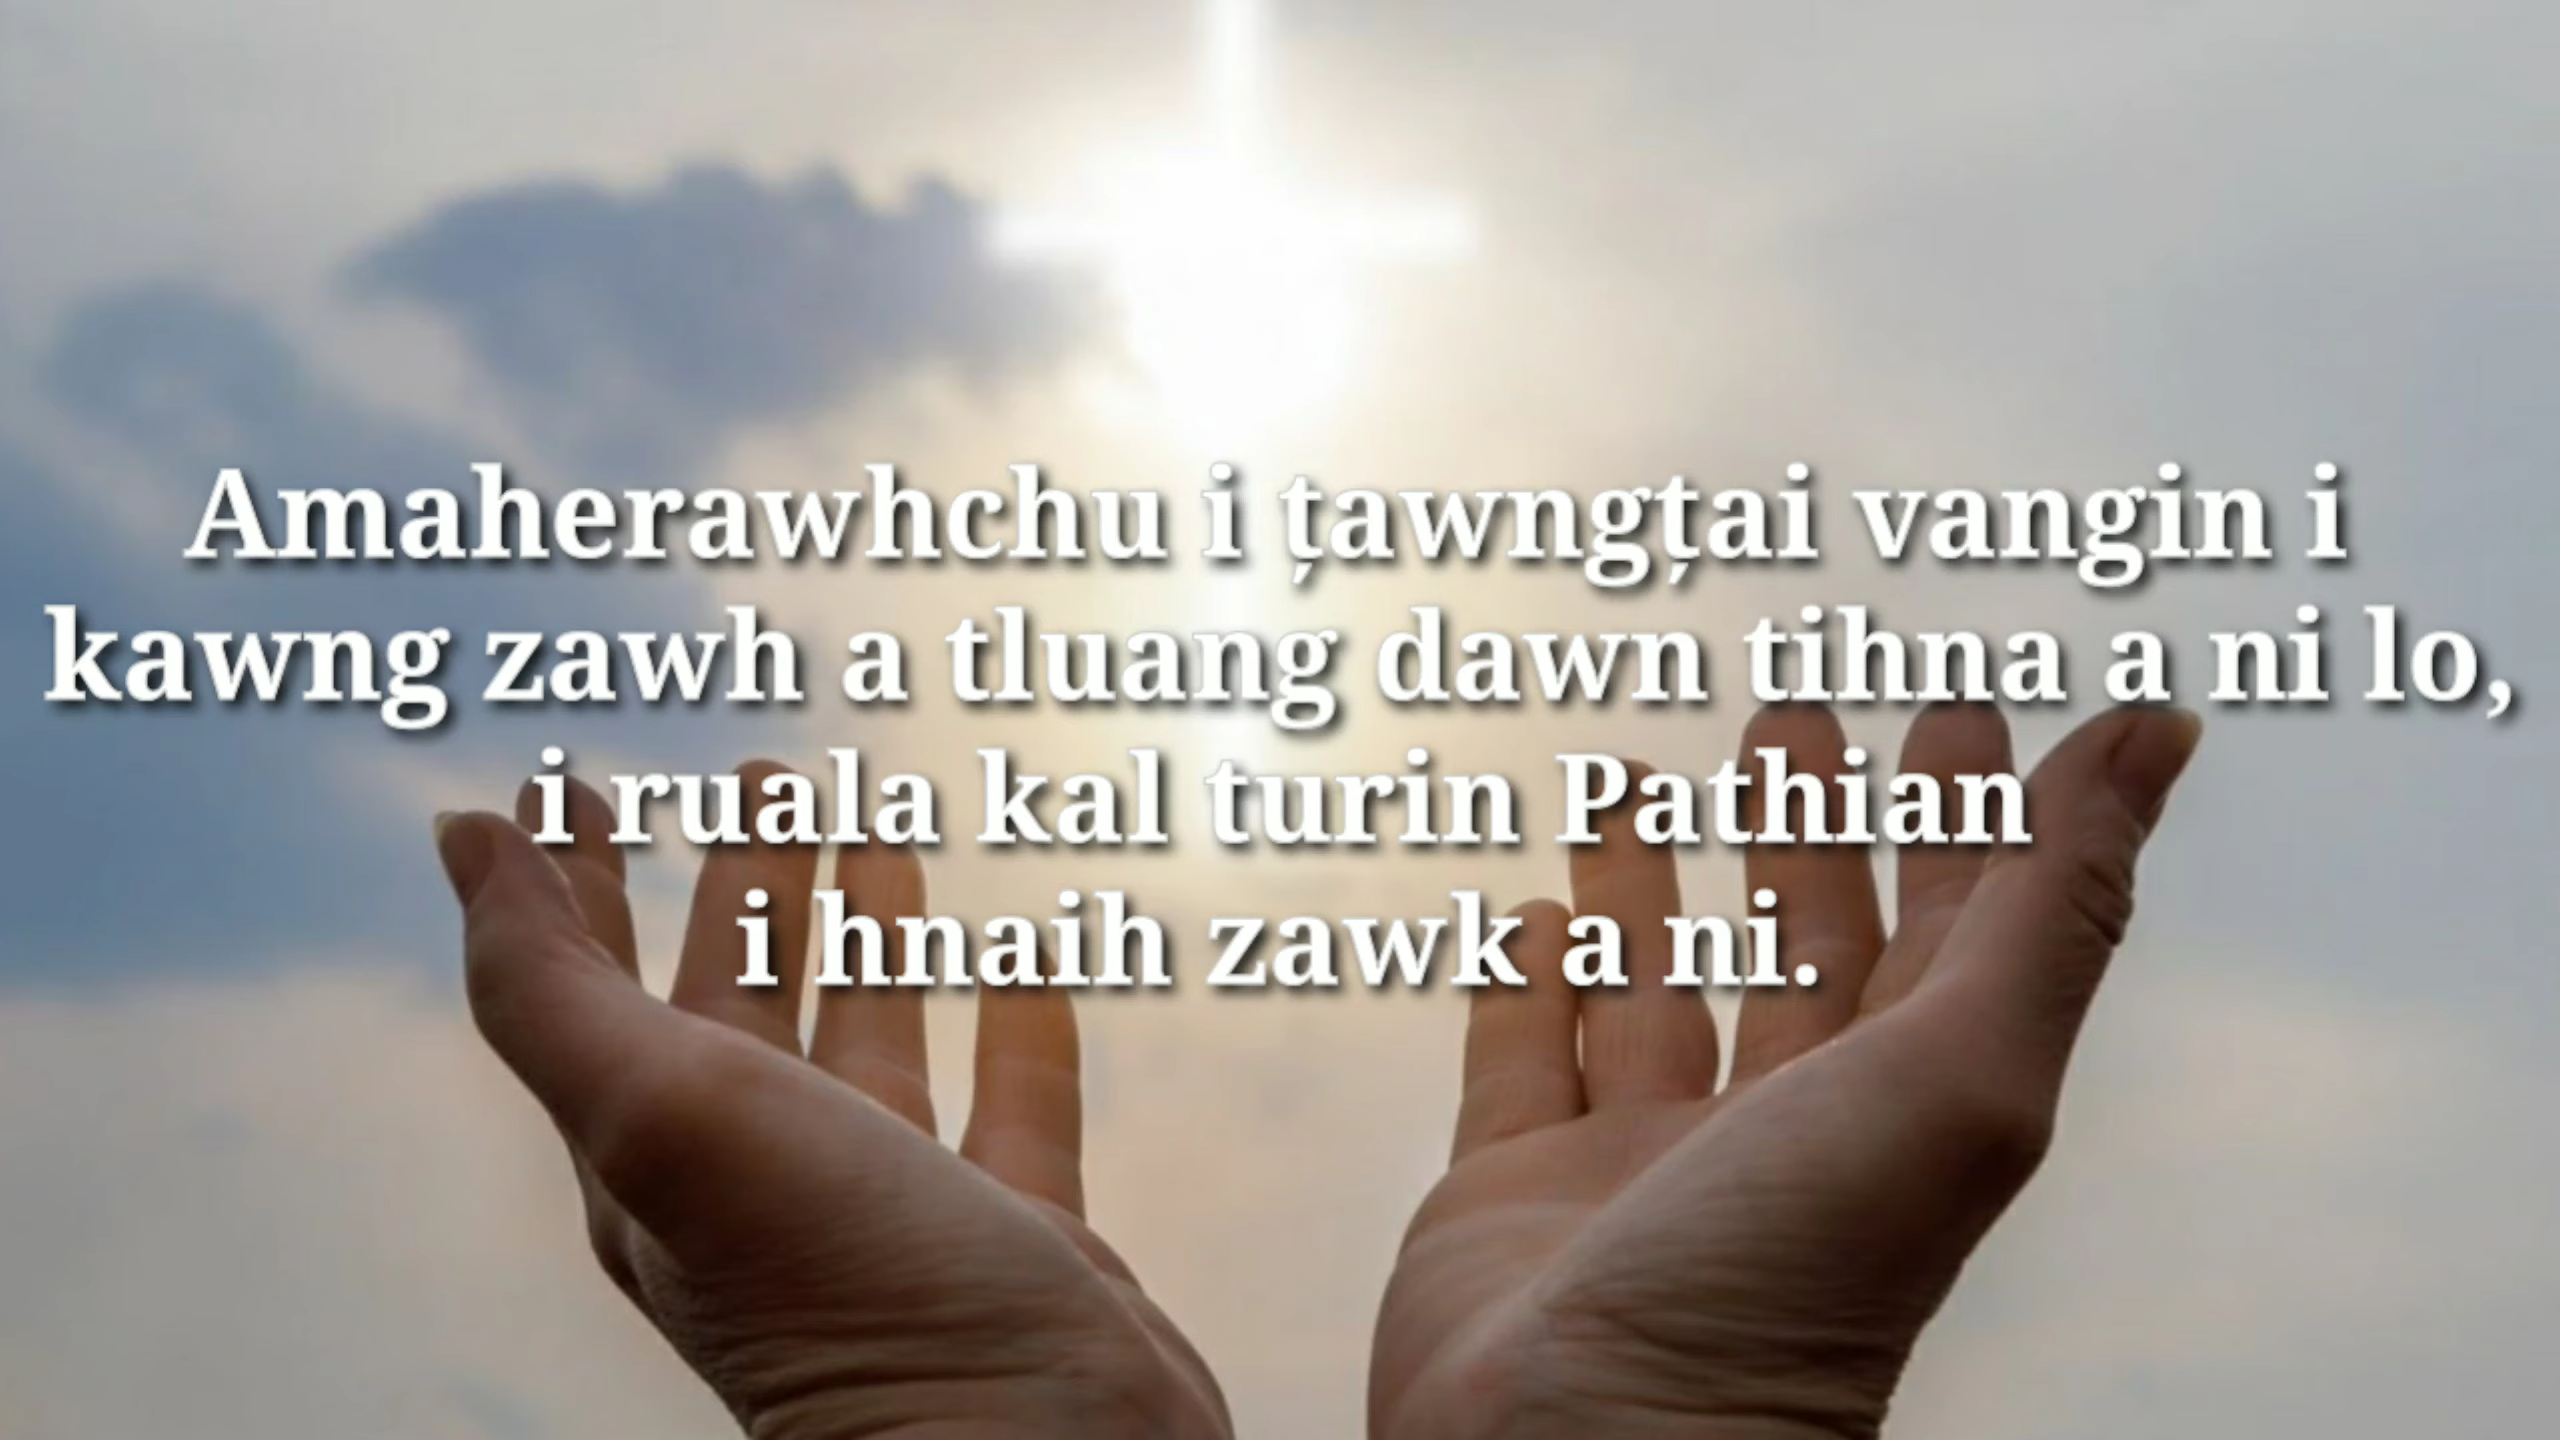 Amaherawhchu i ṭawngṭai vangin i
kawng zawh a tluang dawn tihna a ni lo,
i ruala kal turin Pathian
i hnaih zawk a ni.